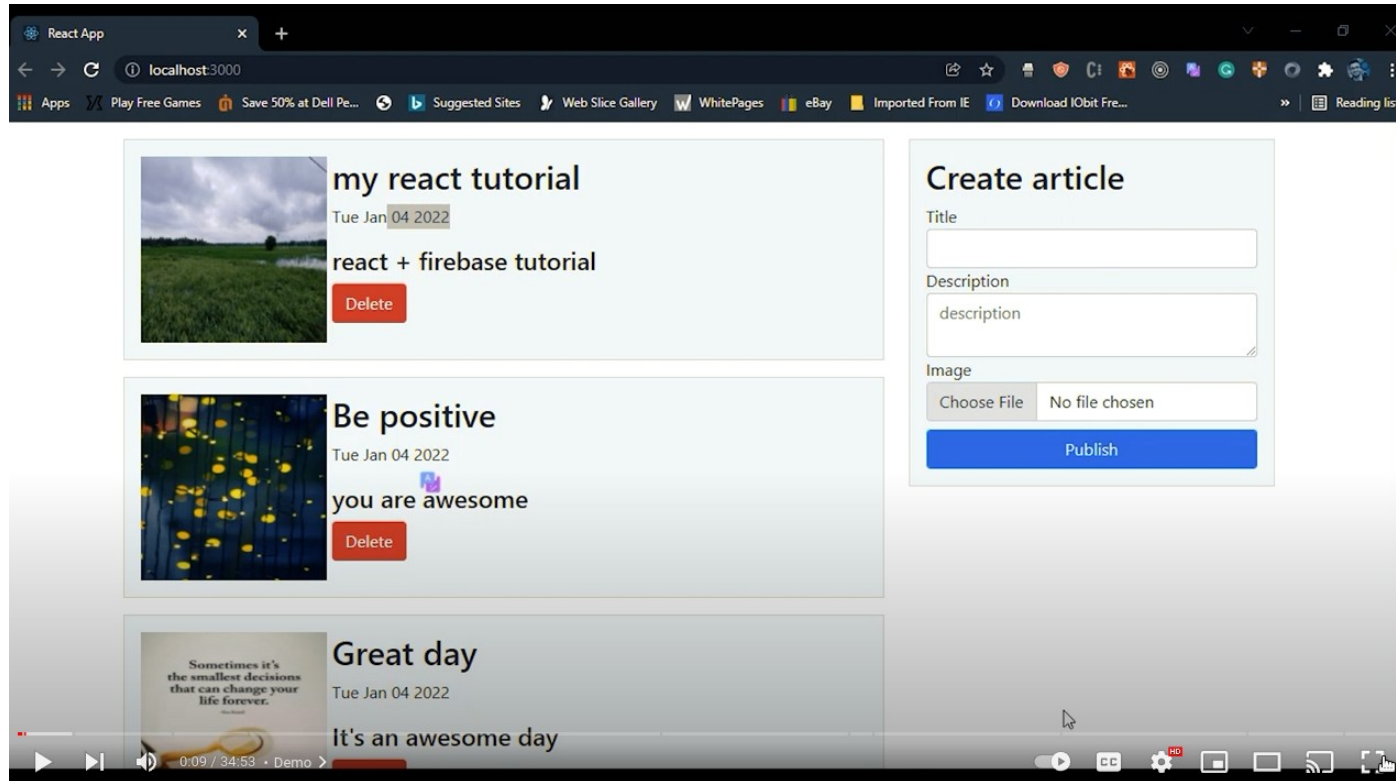 React App
localhost:3000
Apps
Play Free Games
Save 50% at Dell Pe...
Suggested Sites
Web Slice Gallery
WhitePages
eBay
Imported From IE
Download IObit Fre...
»
Reading lis
my react tutorial
Tue Jan 04 2022
react + firebase tutorial
Delete
Be positive
Tue Jan 04 2022
you are awesome
Delete
Sometimes it's
the smallest decisions
that can change your
life forever.
Great day
Tue Jan 04 2022
It's an awesome day
Create article
Title
Description
description
Image
Choose File No file chosen
Publish
0:09 / 34:53 • Demo
CC
HD